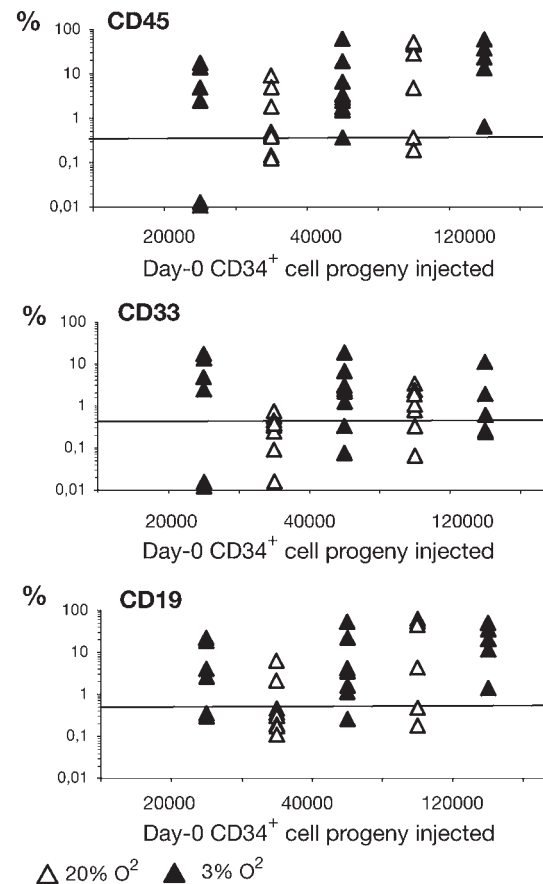 % CD45
100
10
1
0,1
0,01
20000 40000 120000
Day-0 CD34+ cell progeny injected
% CD33
100
10
1
0,1
0,01
20000 40000 120000
Day-0 CD34+ cell progeny injected
% CD19
100
10
1
0,1
0,01
20000 40000 120000
Day-0 CD34+ cell progeny injected
△ 20% O² ▲ 3% O²